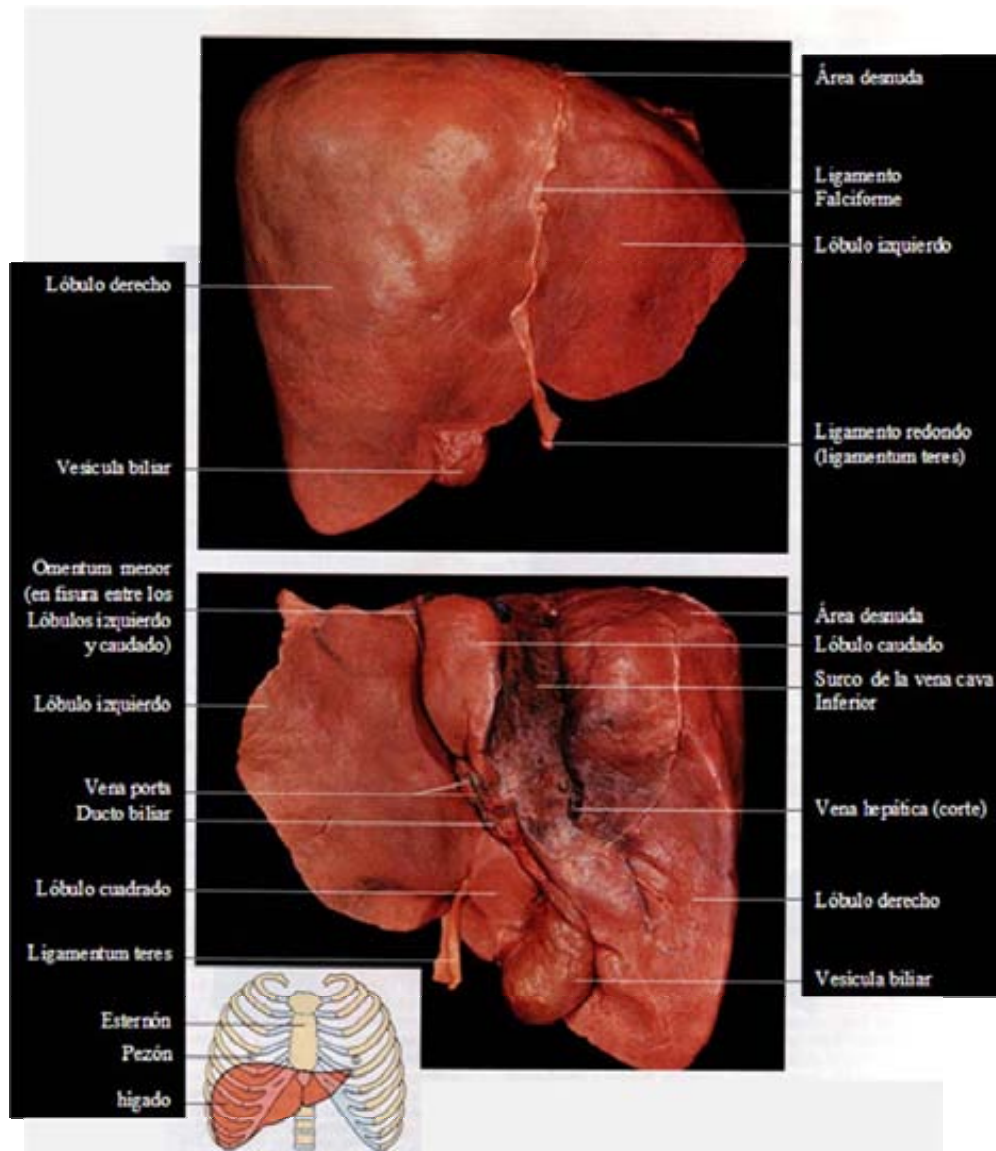 Área desnuda
Ligamento
Falciforme
Lóbulo izquierdo
Lóbulo derecho
Ligamento redondo
(ligamentum teres)
Vesicula biliar
Omentum menor
(en fisura entre los
Lóbulos izquierdo
y caudado)
Área desnuda
Lóbulo caudado
Surco de la vena cava
Inferior
Lóbulo izquierdo
Vena porta
Ducto biliar
Vena hepática (corte)
Lóbulo cuadrado
Lóbulo derecho
Ligamentum teres
Vesicula biliar
Esternón
Pezón
hígado